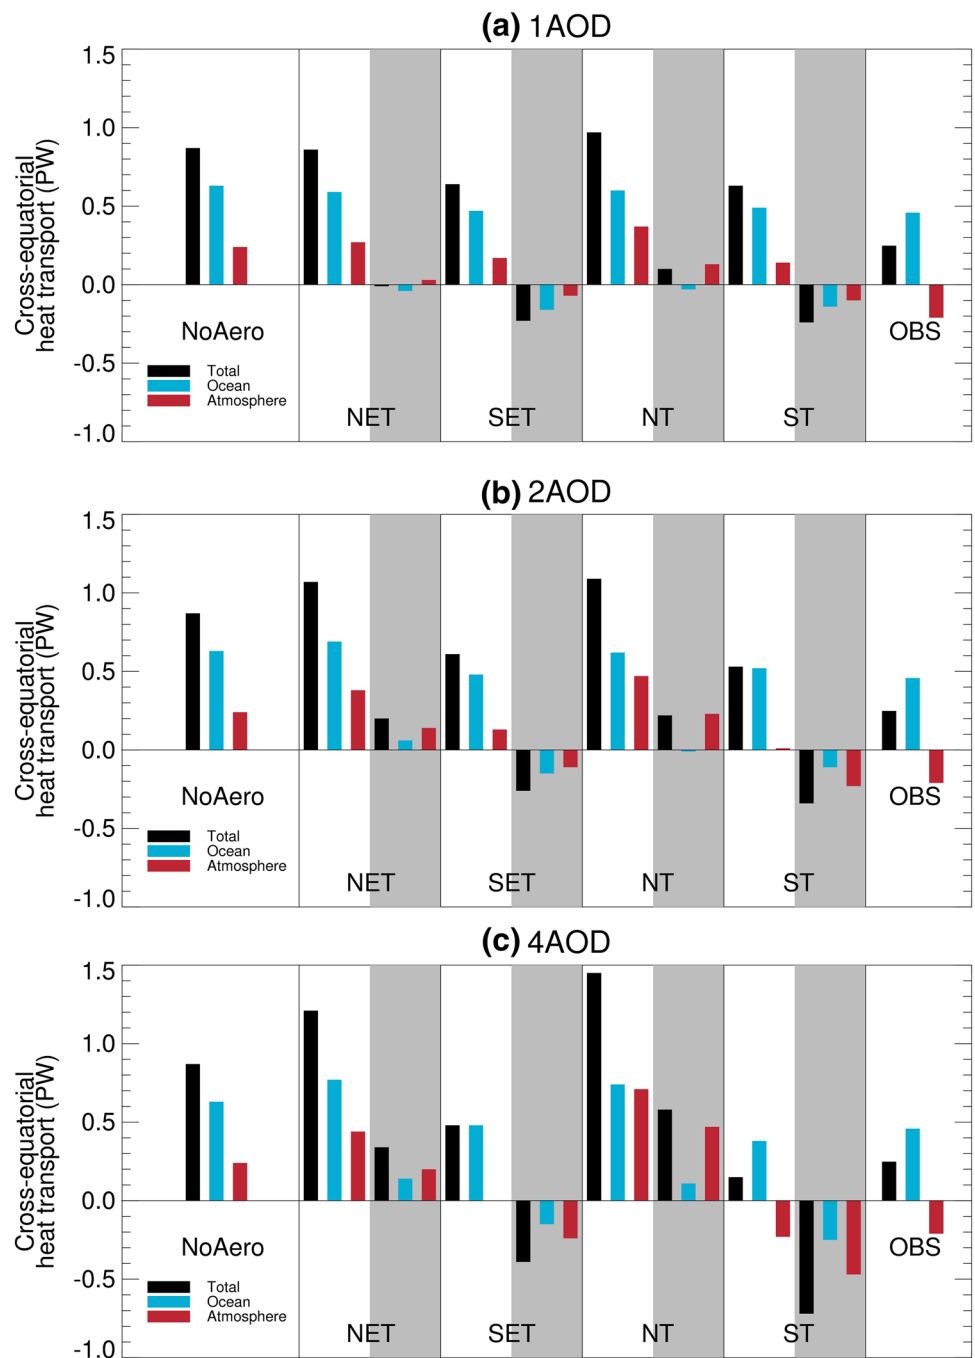 (a) 1AOD
Cross-equatorial
heat transport (PW)
1.5
1.0
0.5
0.0
-0.5
-1.0
NoAero
OBS
Total
Ocean
Atmosphere
NET
SET
NT
ST
(b) 2AOD
Cross-equatorial
heat transport (PW)
1.5
1.0
0.5
0.0
-0.5
-1.0
NoAero
OBS
Total
Ocean
Atmosphere
NET
SET
NT
ST
(c) 4AOD
Cross-equatorial
heat transport (PW)
1.5
1.0
0.5
0.0
-0.5
-1.0
NoAero
OBS
Total
Ocean
Atmosphere
NET
SET
NT
ST